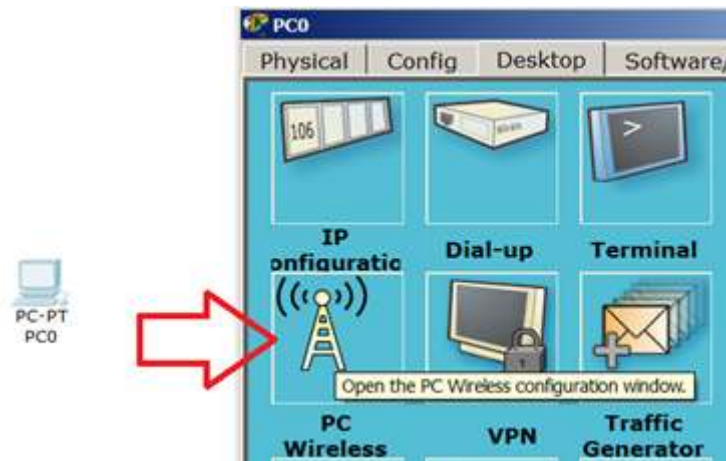 PC0
Physical Config Desktop Software/
106
>
IP
onfiguratic
Dial-up
Terminal
PC-PT
PC0
Open the PC Wireless configuration window.
PC
Wireless
VPN
Traffic
Generator